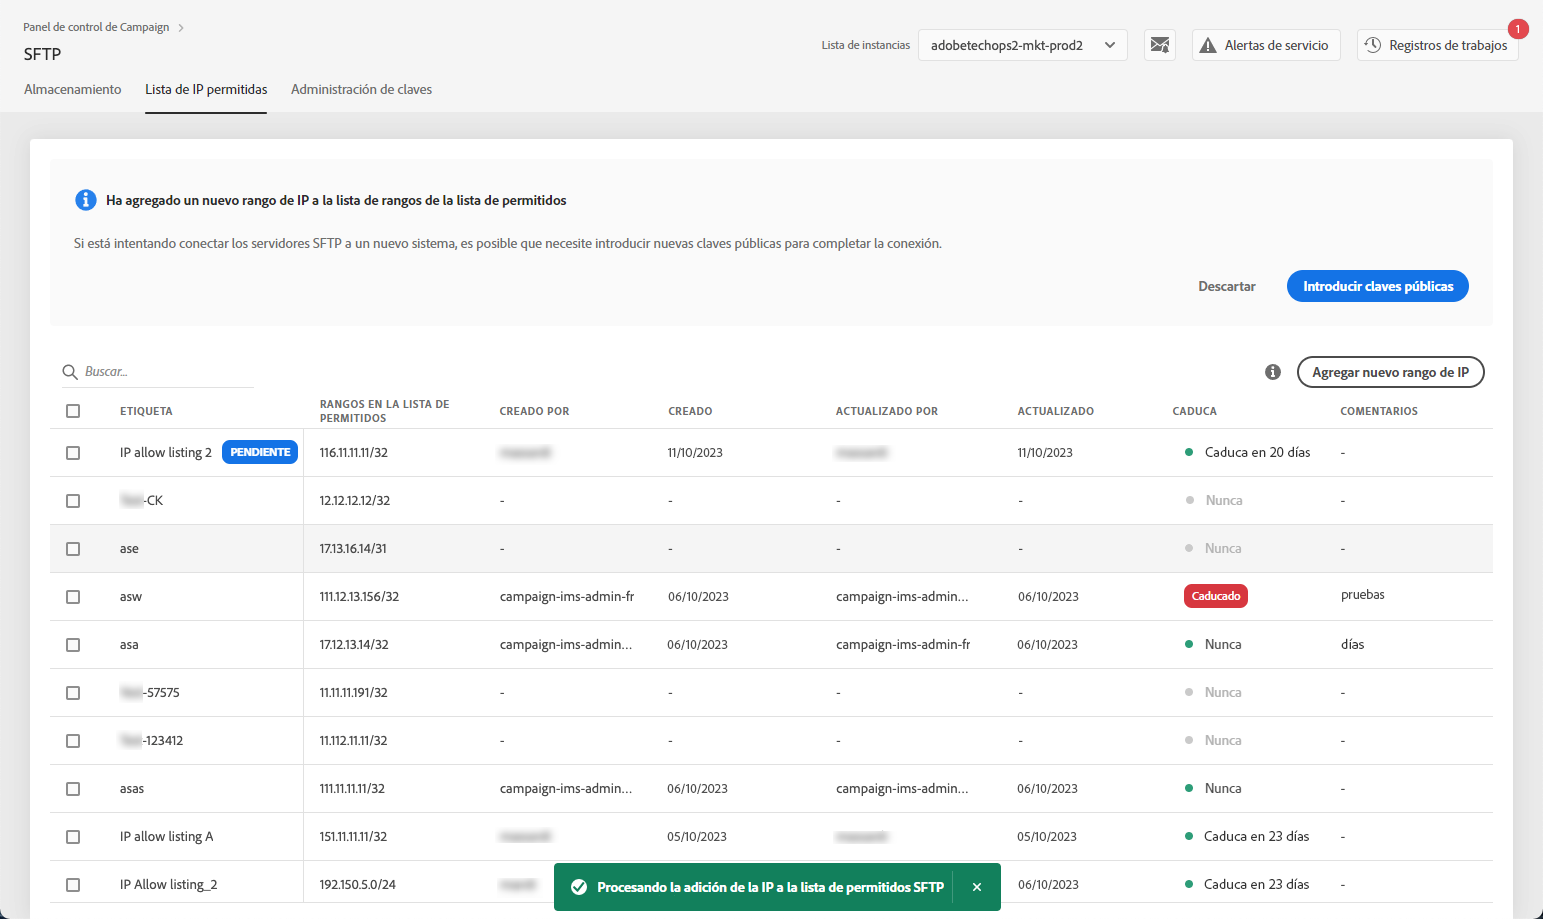 Panel de control de Campaign
SFTP
Lista de instancias
adobetechops2-mkt-prod2
Alertas de servicio
Registros de trabajos
1
Almacenamiento
Lista de IP permitidas
Administración de claves
Ha agregado un nuevo rango de IP a la lista de rangos de la lista de permitidos
Si está intentando conectar los servidores SFTP a un nuevo sistema, es posible que necesite introducir nuevas claves públicas para completar la conexión.
Descartar
Introducir claves públicas
Buscar...
Agregar nuevo rango de IP
ETIQUETA RANGOS EN LA LISTA DE PERMITIDOS CREADO POR CREADO ACTUALIZADO POR ACTUALIZADO CADUCA COMENTARIOS
IP allow listing 2 PENDIENTE 116.11.11.11/32 11/10/2023 11/10/2023 Caduca en 20 días -
-CK 12.12.12.12/32 - - - - Nunca -
ase 17.13.16.14/31 - - - - Nunca -
asw 111.12.13.156/32 campaign-ims-admin-fr 06/10/2023 campaign-ims-admin... 06/10/2023 Caducado pruebas
asa 17.12.13.14/32 campaign-ims-admin... 06/10/2023 campaign-ims-admin-fr 06/10/2023 Nunca días
-57575 11.11.11.191/32 - - - - Nunca -
-123412 11.112.11.11/32 - - - - Nunca -
asas 111.11.11.11/32 campaign-ims-admin... 06/10/2023 campaign-ims-admin... 06/10/2023 Nunca -
IP allow listing A 151.11.11.11/32 05/10/2023 05/10/2023 Caduca en 23 días -
IP Allow listing_2 192.150.5.0/24 06/10/2023 Caduca en 23 días -
Procesando la adición de la IP a la lista de permitidos SFTP